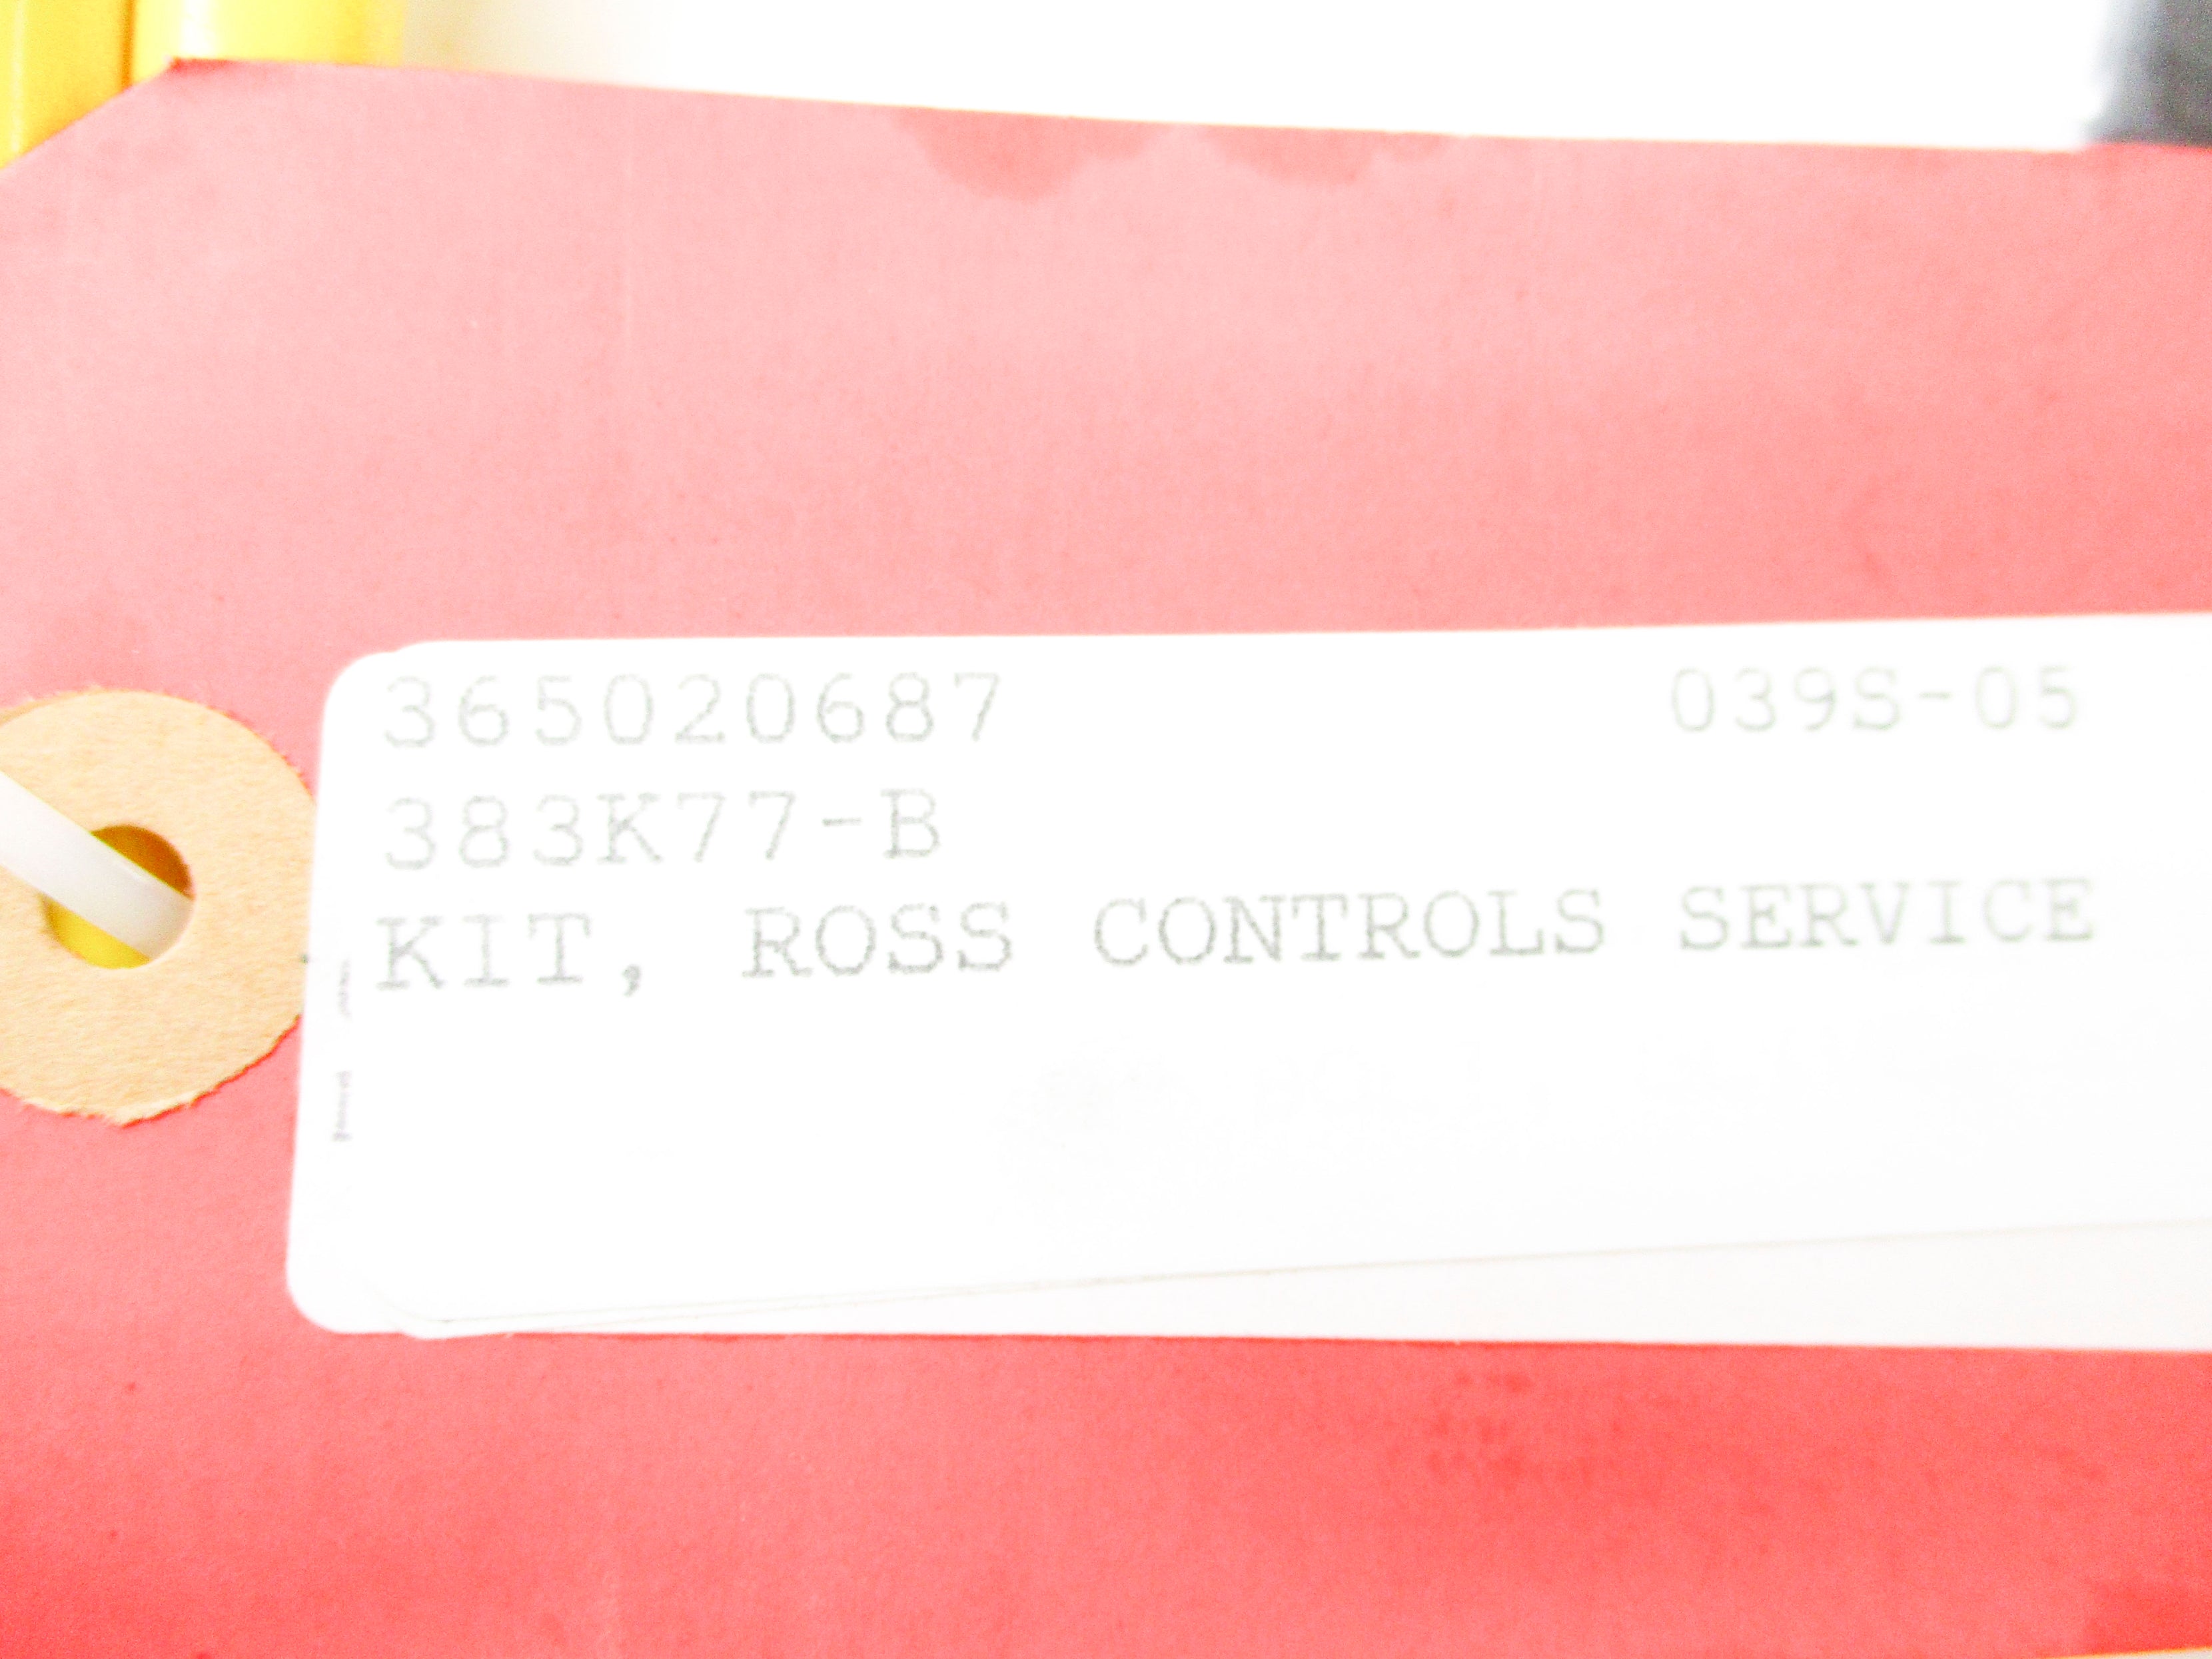 365020687 039S-05
383K77-B
KIT, ROSS CONTROLS SERVICE